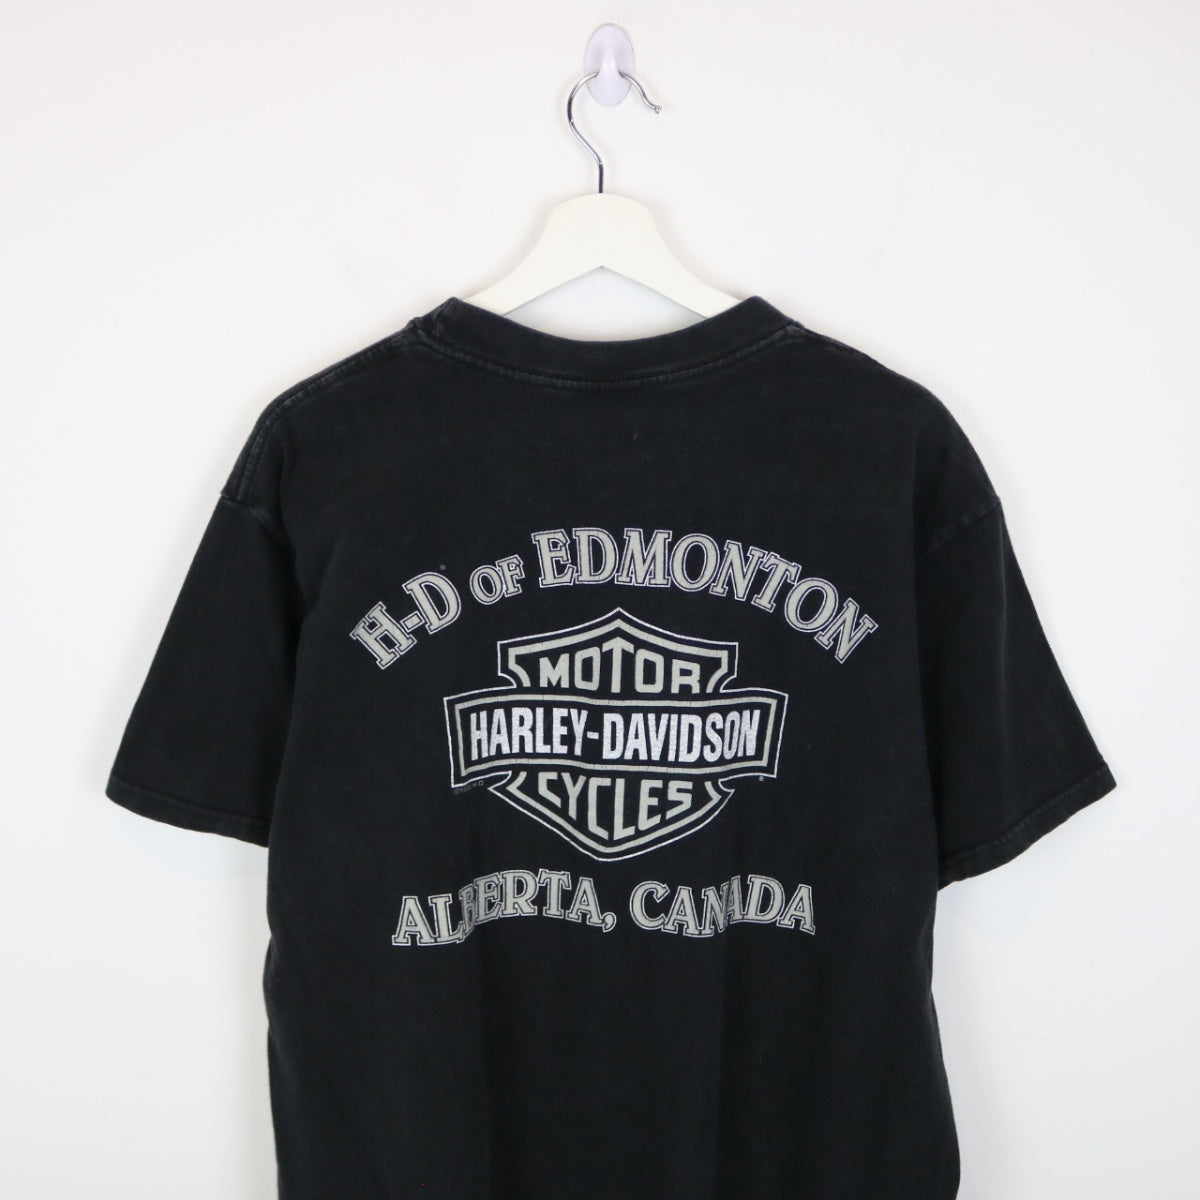 H-D OF EDMONTON
MOTOR
HARLEY-DAVIDSON
CYCLES
ALBERTA, CANADA